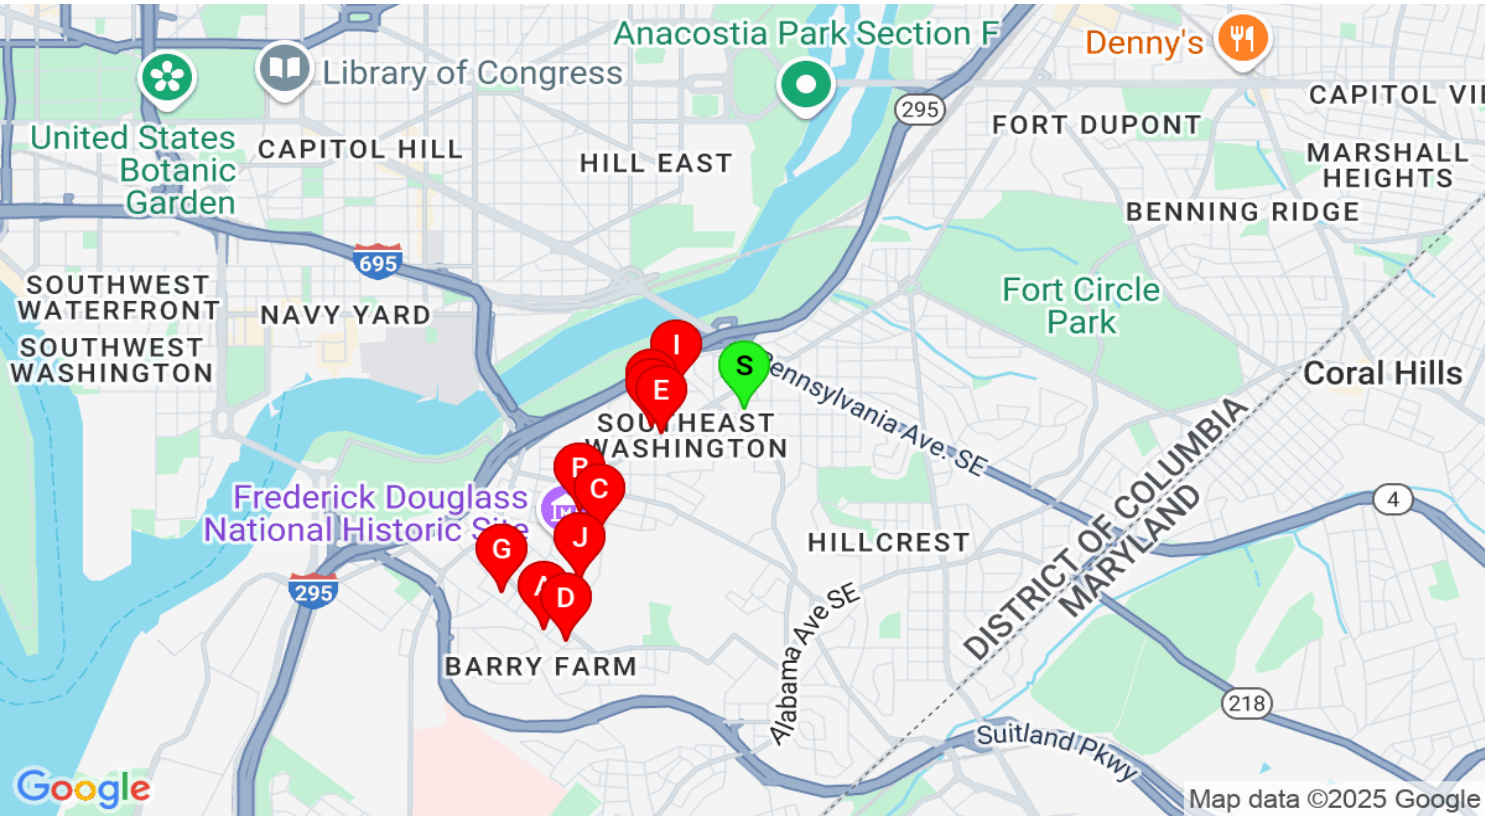 Anacostia Park Section F
Denny's
Library of Congress
295
CAPITOL VI
United States
Botanic
Garden
CAPITOL HILL
HILL EAST
FORT DUPONT
MARSHALL
HEIGHTS
BENNING RIDGE
695
SOUTHWEST
WATERFRONT
NAVY YARD
Fort Circle
Park
SOUTHWEST
WASHINGTON
I
S
E
Pennsylvania Ave. SE
Coral Hills
SOUTHEAST
WASHINGTON
B
C
Frederick Douglass
National Historic Site
DISTRICT OF COLUMBIA
MARYLAND
4
J
G
HILLCREST
A
D
295
Alabama Ave SE
BARRY FARM
218
Suitland Pkwy
Google
Map data ©2025 Google